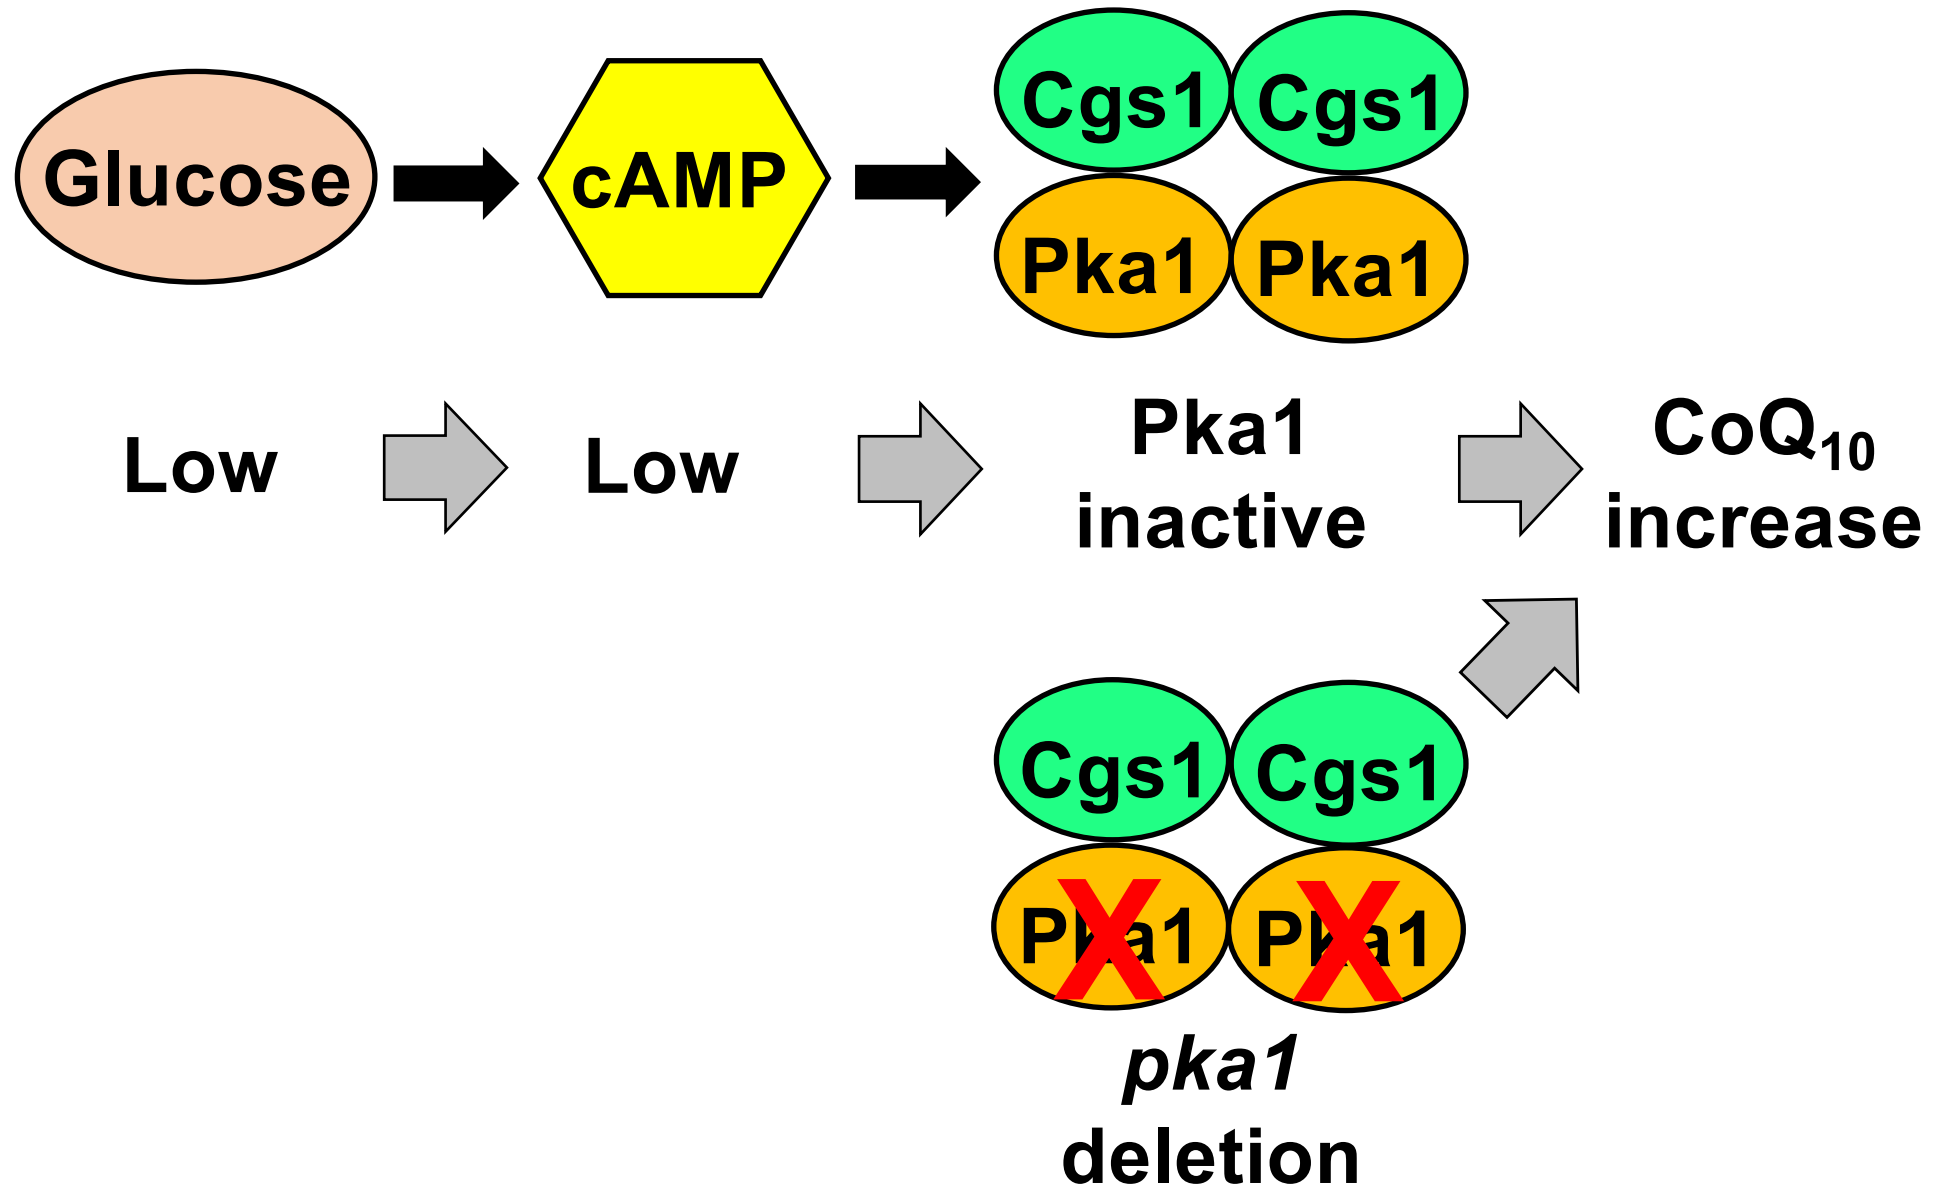 Glucose
cAMP
Cgs1 Cgs1
Pka1 Pka1
Low
Low
Pka1
inactive
CoQ₁₀
increase
Cgs1 Cgs1
Pka1 Pka1
X X
pka1
deletion